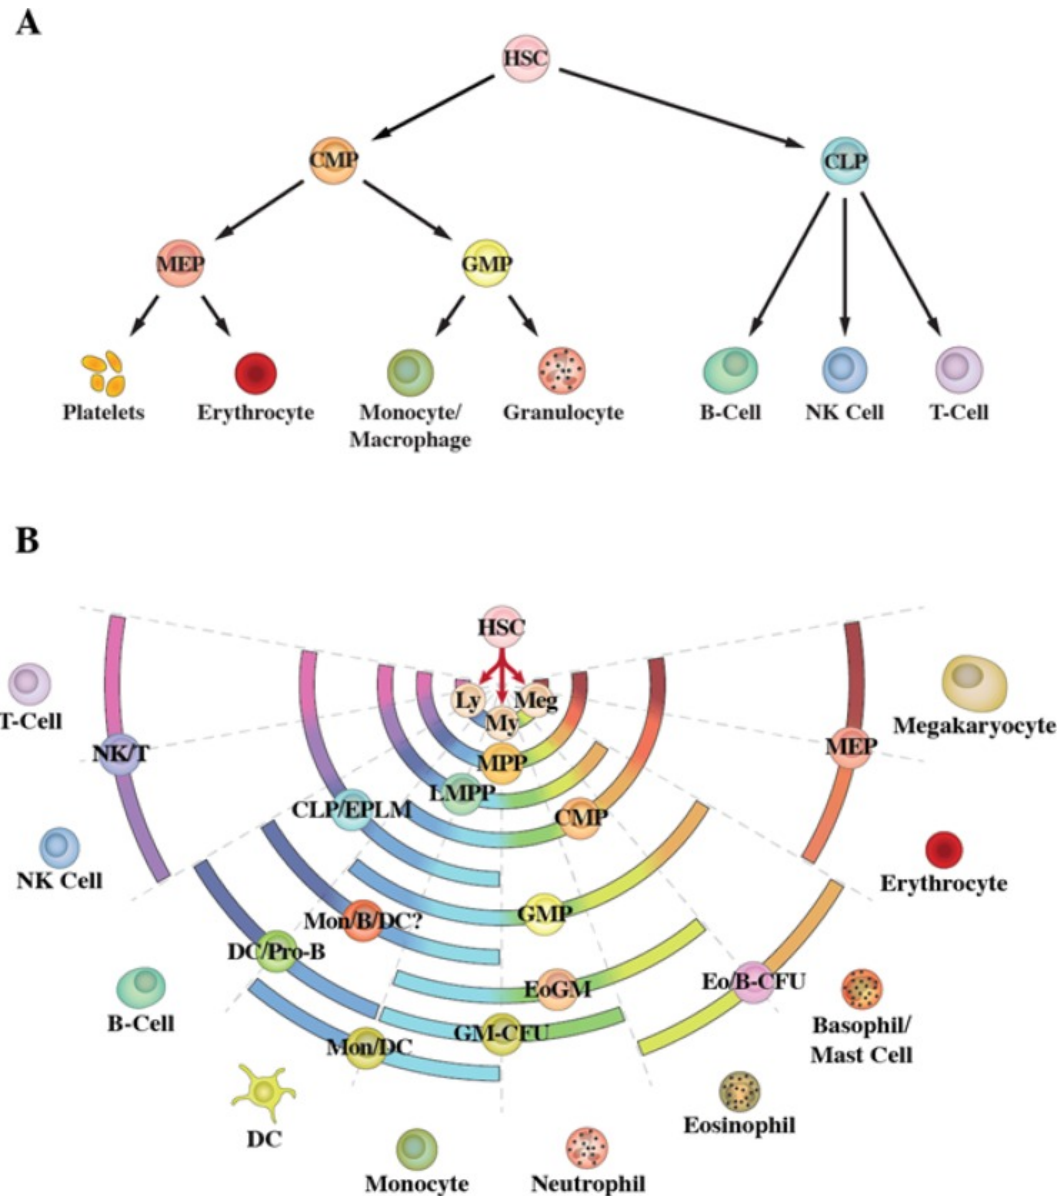 A
HSC
CMP
CLP
MEP
GMP
Platelets
Erythrocyte
Monocyte/
Macrophage
Granulocyte
B-Cell
NK Cell
T-Cell
B
HSC
Ly
Meg
My
MPP
LMPP
CLP/EPLM
CMP
NK/T
MEP
T-Cell
Megakaryocyte
NK Cell
Erythrocyte
GMP
Mon/B/DC?
DC/Pro-B
EoGM
Eo/B-CFU
GM-CFU
Mon/DC
B-Cell
Basophil/
Mast Cell
DC
Eosinophil
Monocyte
Neutrophil